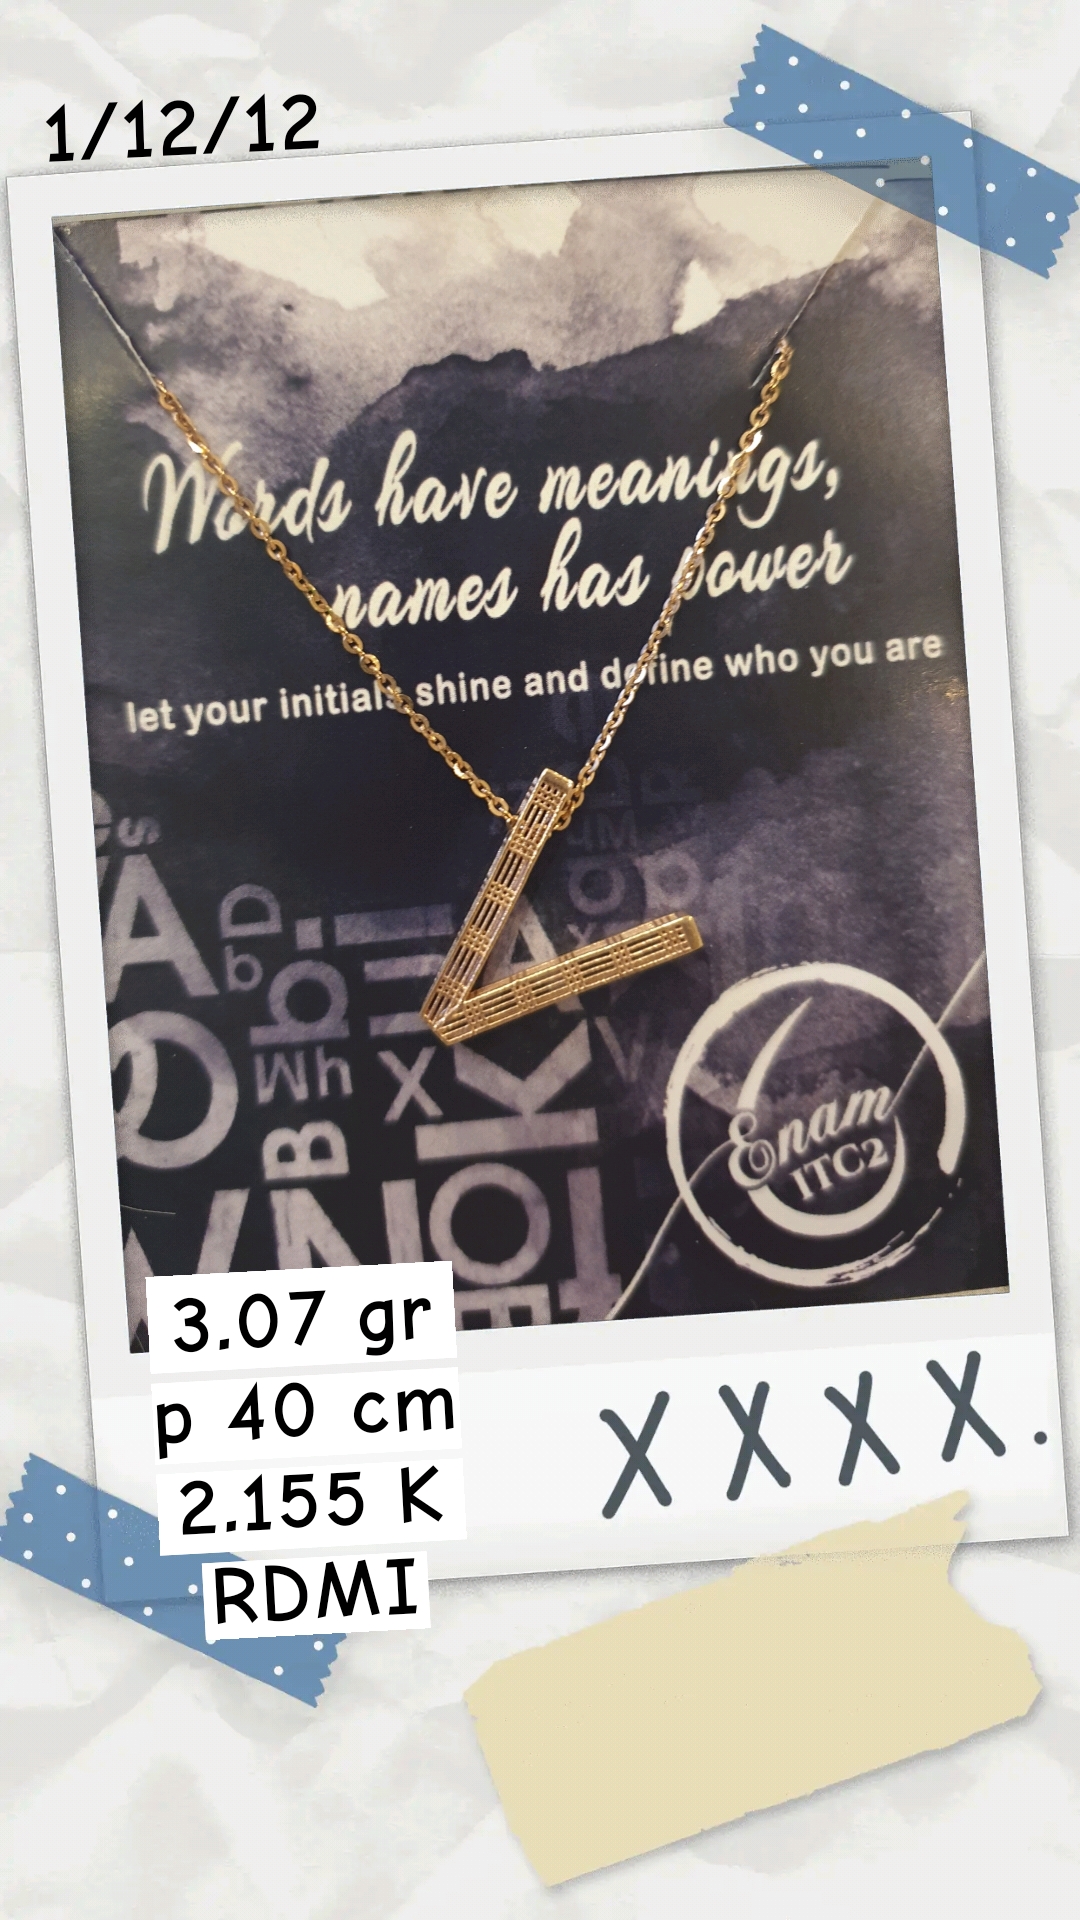 1/12/12
Words have meanings,
names has power
let your initials shine and define who you are
s
A
D
b
Wh
X
B
K
N
O
Enam
ITC2
3.07 gr
p 40 cm
2.155 K
RDMI
X X X X.